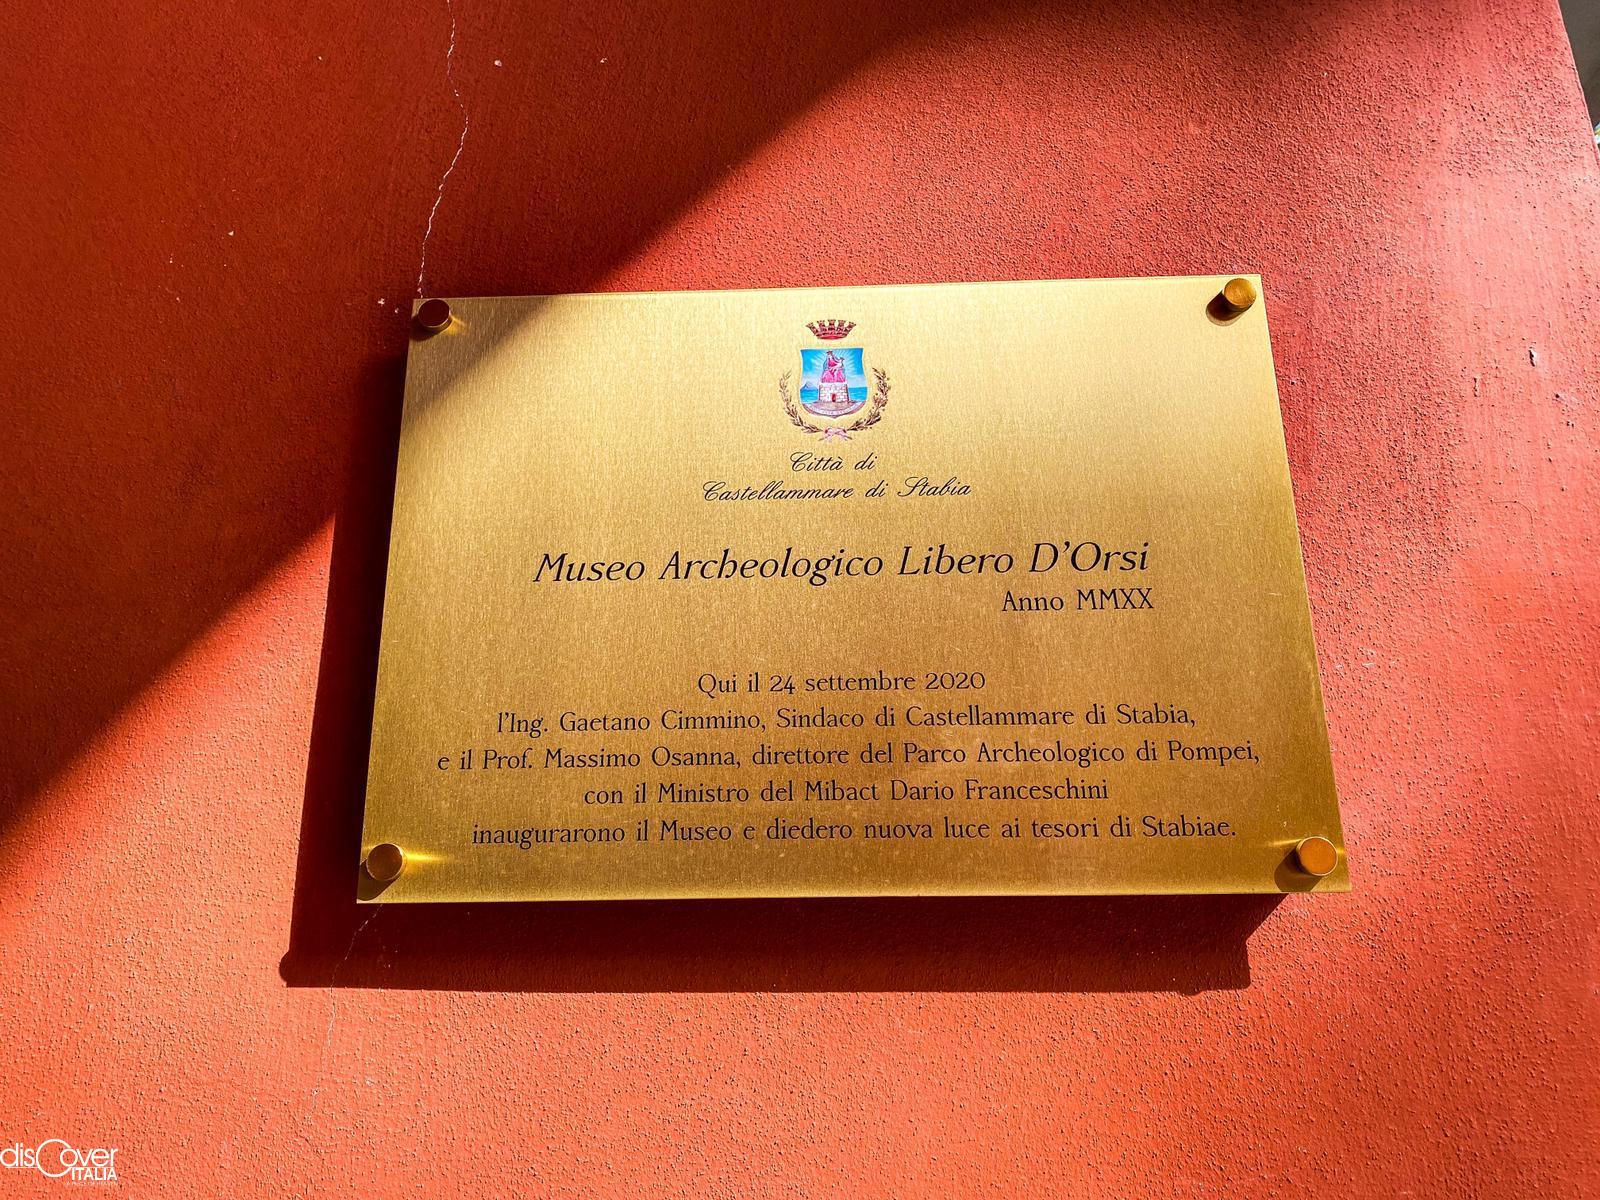 Città di
Castellammare di Stabia
Museo Archeologico Libero D'Orsi
Anno MMXX
Qui il 24 settembre 2020
l'Ing. Gaetano Cimmino, Sindaco di Castellammare di Stabia,
e il Prof. Massimo Osanna, direttore del Parco Archeologico di Pompei,
con il Ministro del Mibact Dario Franceschini
inaugurarono il Museo e diedero nuova luce ai tesori di Stabiae.
disCover
ITALIA